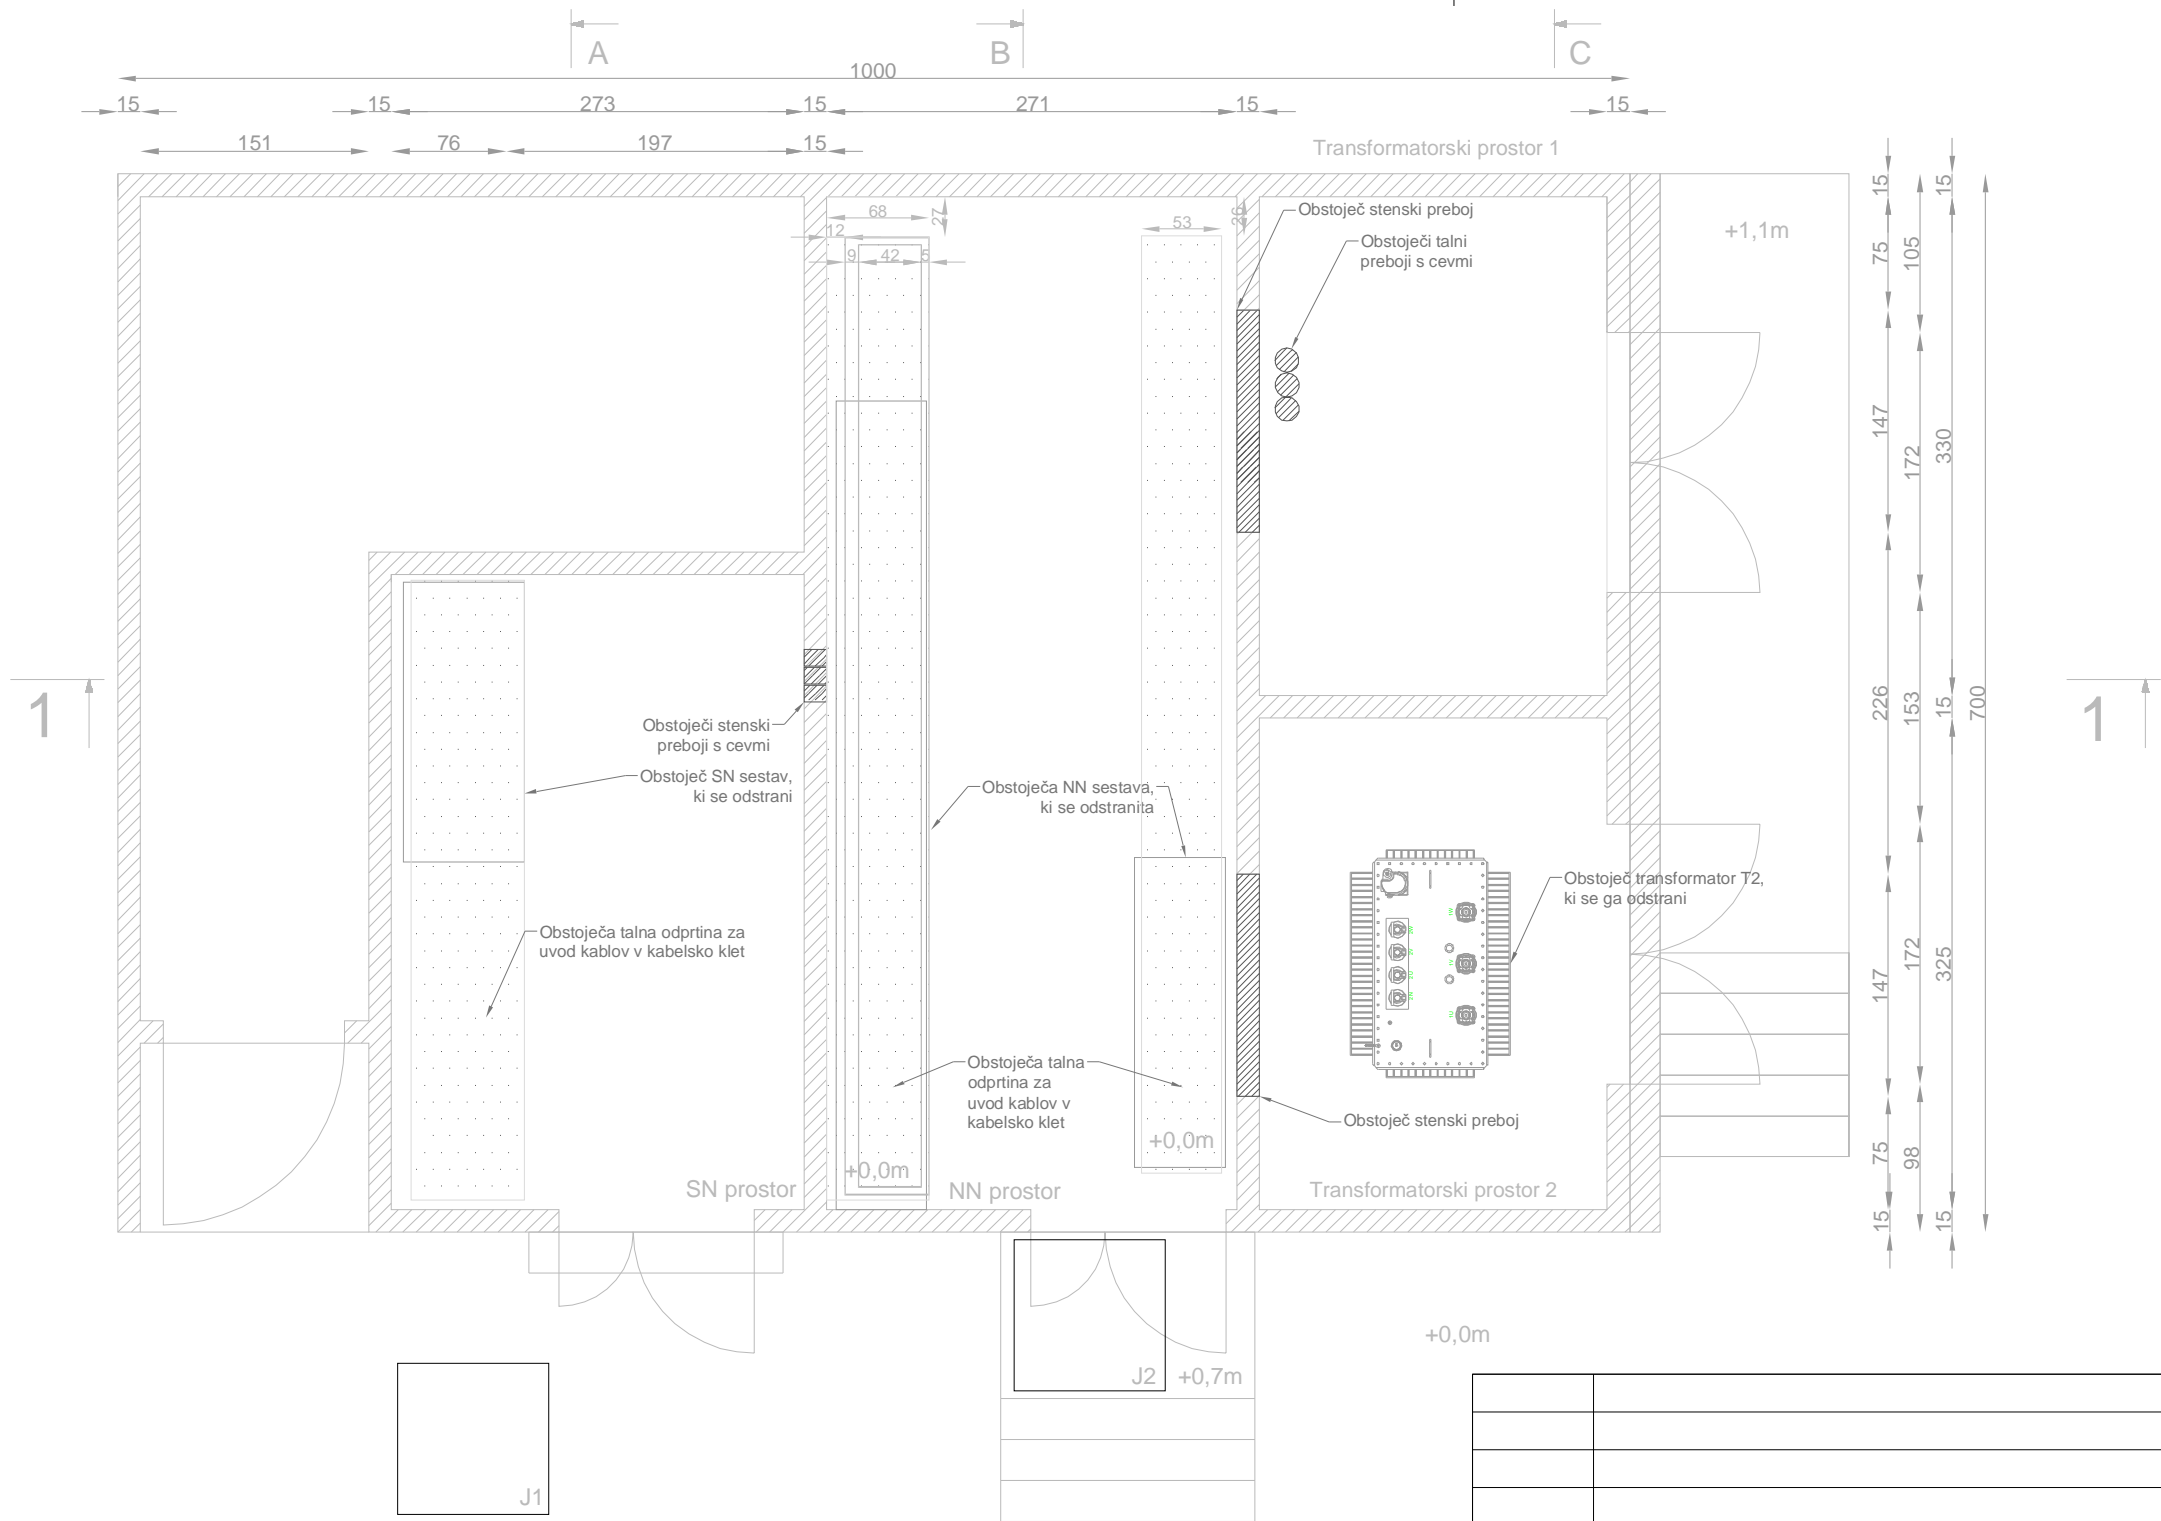 A
B
C
1000
15
15
273
15
271
15
15
151
76
197
15
Transformatorski prostor 1
68
27
12
9
42
5
53
26
Obstoječ stenski preboj
Obstoječi talni
preboji s cevmi
+1,1m
15
15
75
105
147
172
330
226
153
15
700
147
172
325
75
98
15
15
1
1
Obstoječi stenski
preboji s cevmi
Obstoječ SN sestav,
ki se odstrani
Obstoječa NN sestava,
ki se odstranita
Obstoječ transformator T2,
ki se ga odstrani
Obstoječa talna odprtina za
uvod kablov v kabelsko klet
Obstoječa talna
odprtina za
uvod kablov v
kabelsko klet
Obstoječ stenski preboj
+0,0m
+0,0m
SN prostor
NN prostor
Transformatorski prostor 2
+0,0m
J2
+0,7m
J1